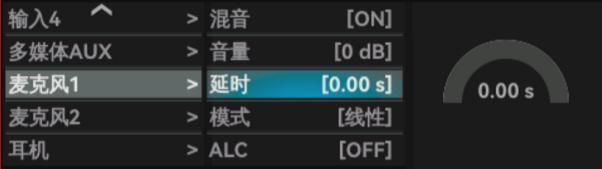 输入4 > 混音 [ON]
多媒体AUX > 音量 [0 dB]
麦克风1 > 延时 [0.00 s]
麦克风2 > 模式 [线性]
耳机 > ALC [OFF]
0.00 s